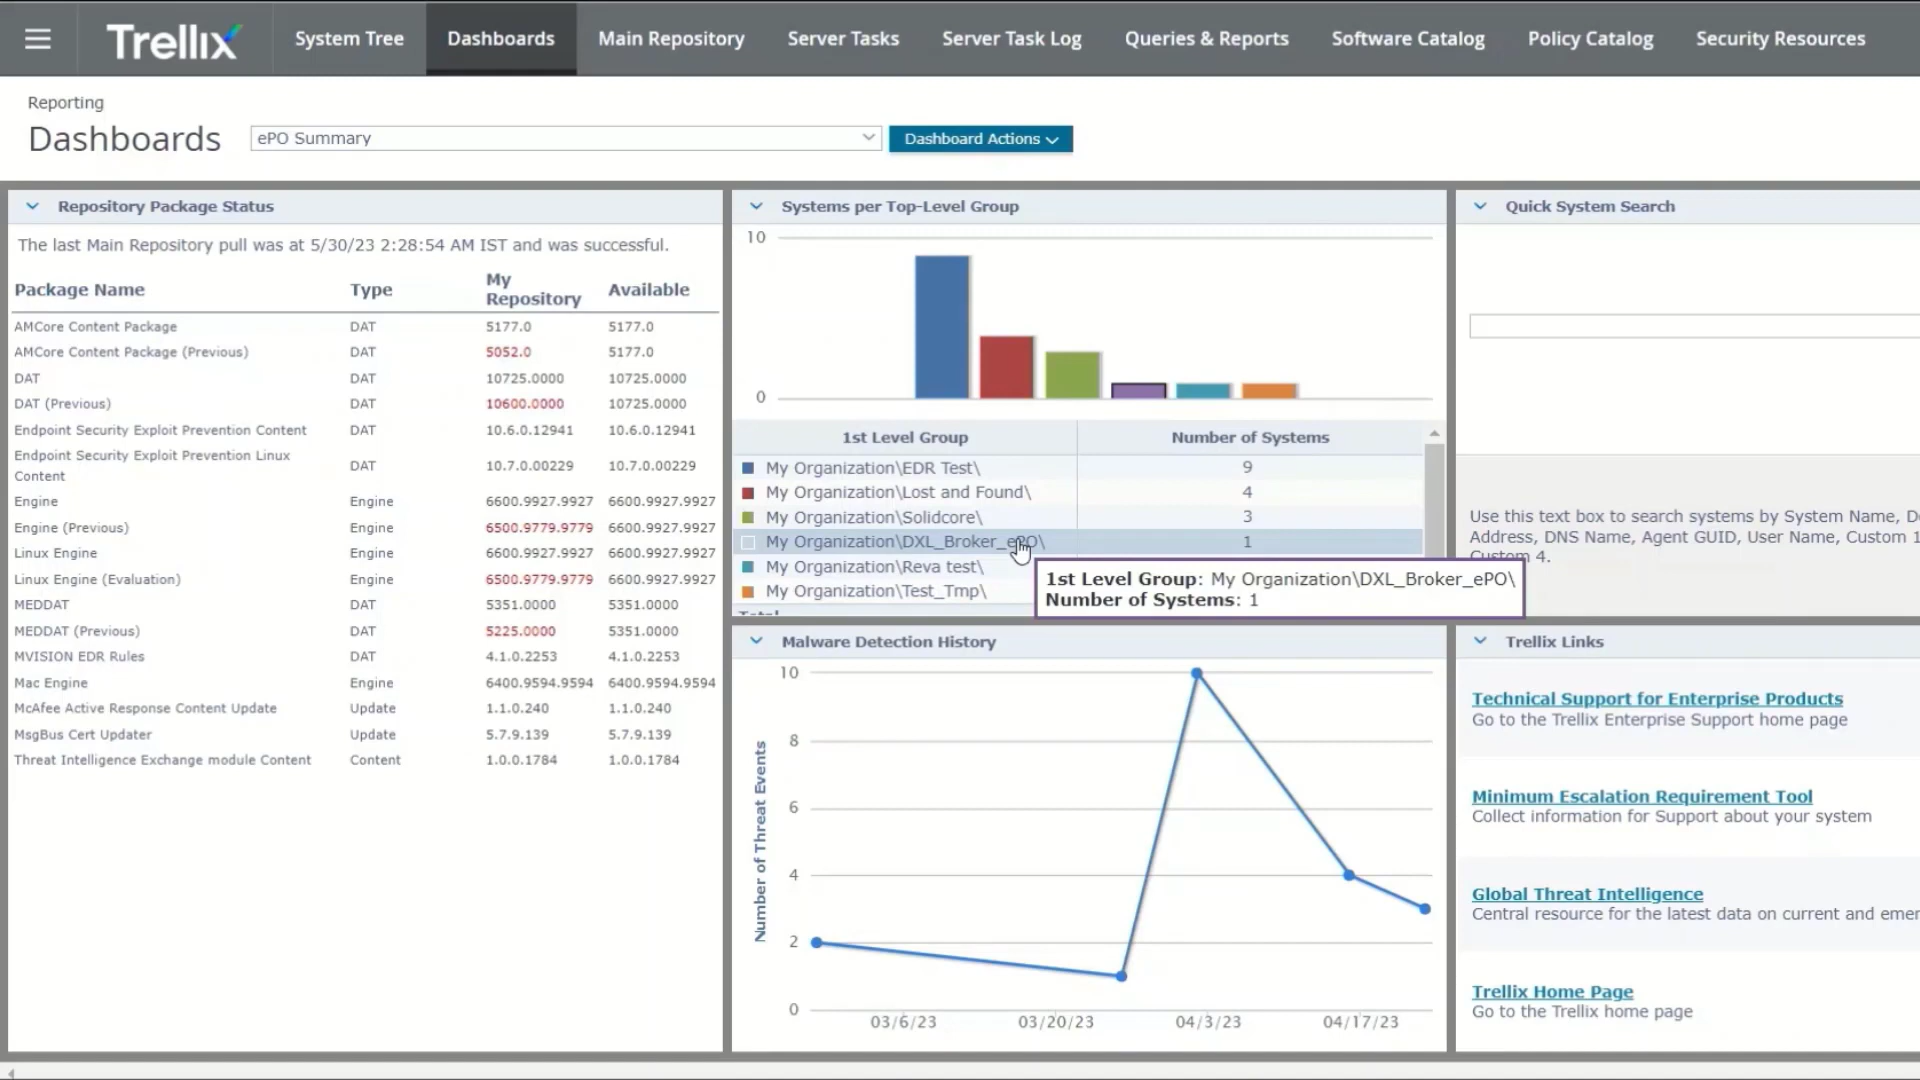 Trellix
System Tree
Dashboards
Main Repository
Server Tasks
Server Task Log
Queries & Reports
Software Catalog
Policy Catalog
Security Resources
Reporting
Dashboards
ePO Summary
Dashboard Actions
Repository Package Status
The last Main Repository pull was at 5/30/23 2:28:54 AM IST and was successful.
Package Name Type My Repository Available
AMCore Content Package DAT 5177.0 5177.0
AMCore Content Package (Previous) DAT 5052.0 5177.0
DAT DAT 10725.0000 10725.0000
DAT (Previous) DAT 10600.0000 10725.0000
Endpoint Security Exploit Prevention Content DAT 10.6.0.12941 10.6.0.12941
Endpoint Security Exploit Prevention Linux
Content DAT 10.7.0.00229 10.7.0.00229
Engine Engine 6600.9927.9927 6600.9927.9927
Engine (Previous) Engine 6500.9779.9779 6600.9927.9927
Linux Engine Engine 6600.9927.9927 6600.9927.9927
Linux Engine (Evaluation) Engine 6500.9779.9779 6600.9927.9927
MEDDAT DAT 5351.0000 5351.0000
MEDDAT (Previous) DAT 5225.0000 5351.0000
MVISION EDR Rules DAT 4.1.0.2253 4.1.0.2253
Mac Engine Engine 6400.9594.9594 6400.9594.9594
McAfee Active Response Content Update Update 1.1.0.240 1.1.0.240
MsgBus Cert Updater Update 5.7.9.139 5.7.9.139
Threat Intelligence Exchange module Content Content 1.0.0.1784 1.0.0.1784
Systems per Top-Level Group
10
0
1st Level Group Number of Systems
My Organization\EDR Test\ 9
My Organization\Lost and Found\ 4
My Organization\Solidcore\ 3
My Organization\DXL_Broker_ePO\ 1
My Organization\Reva test\
My Organization\Test_Tmp\
1st Level Group: My Organization\DXL_Broker_ePO\
Number of Systems: 1
Malware Detection History
Number of Threat Events
10
8
6
4
2
0
03/6/23 03/20/23 04/3/23 04/17/23
Quick System Search
Use this text box to search systems by System Name,
Address, DNS Name, Agent GUID, User Name, Custom 1
Custom 4.
Trellix Links
Technical Support for Enterprise Products
Go to the Trellix Enterprise Support home page
Minimum Escalation Requirement Tool
Collect information for Support about your system
Global Threat Intelligence
Central resource for the latest data on current and emer
Trellix Home Page
Go to the Trellix home page